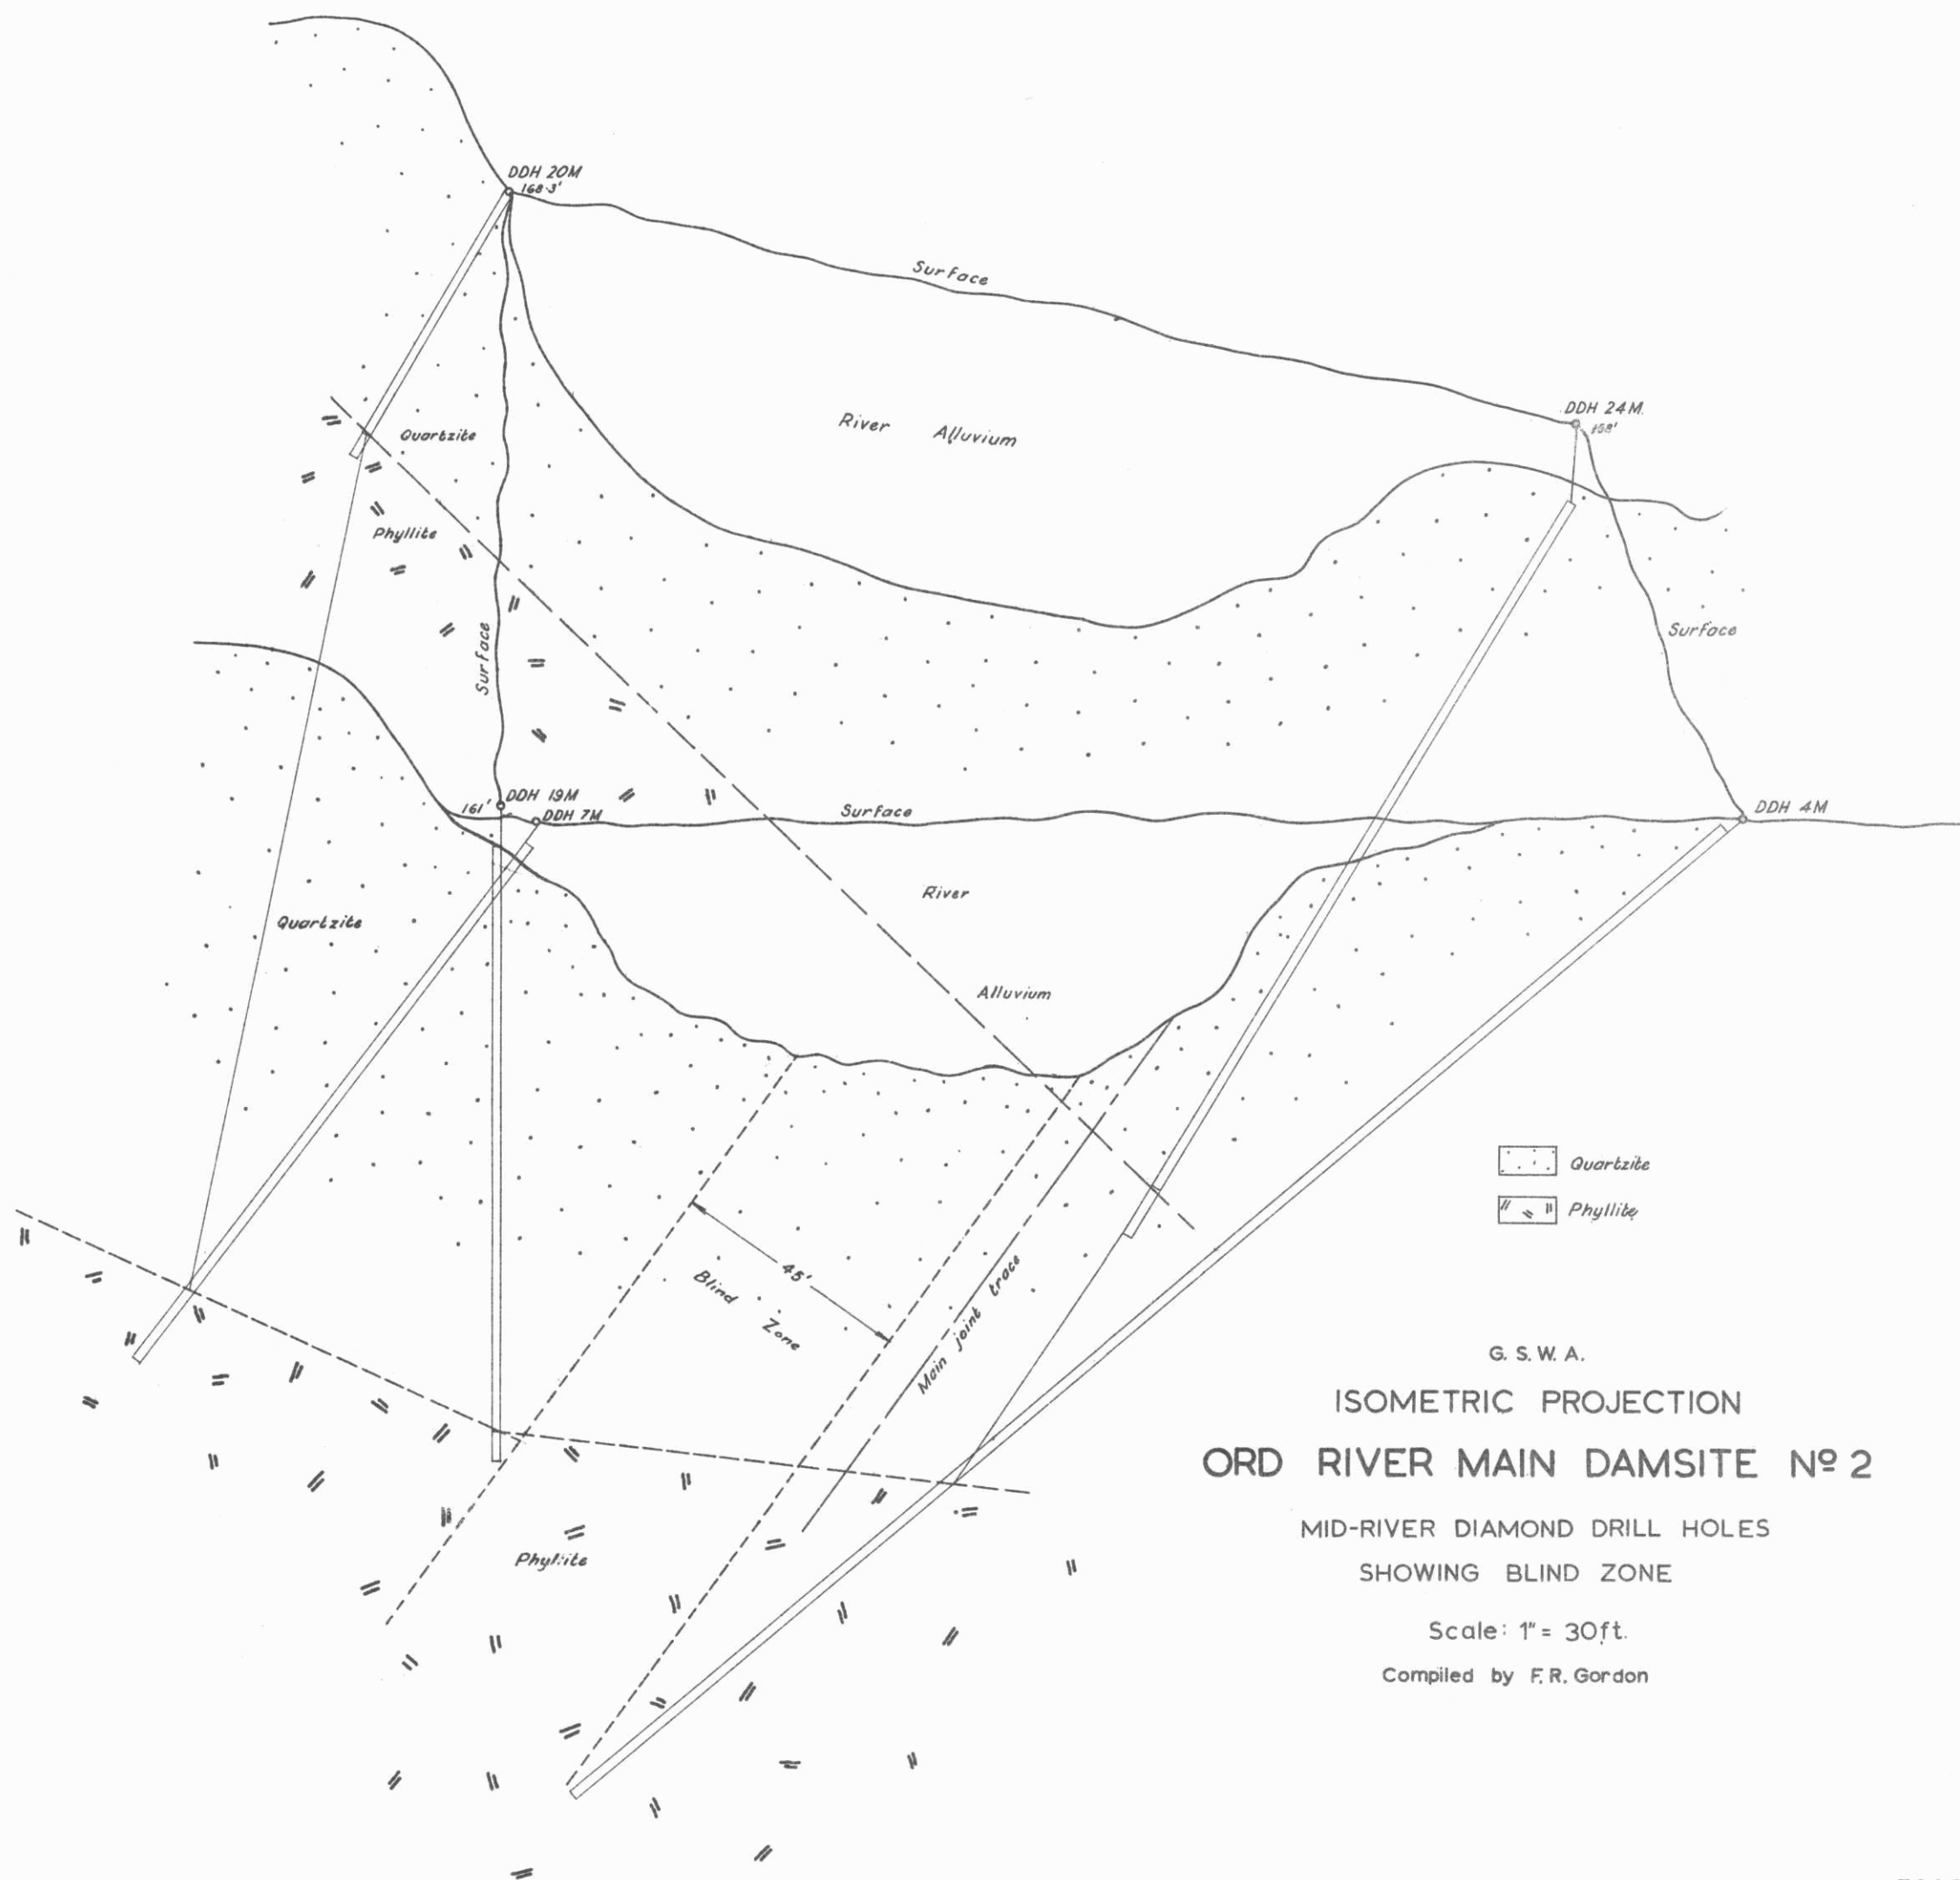 DDH 20M
168·3'
Surface
DDH 24M.
River Alluvium
Quartzite
Phyllite
Surface
Surface
161'
DDH 19M
DDH 7M
Surface
DDH 4M
River
Quartzite
Alluvium
Quartzite
Phyllite
45'
Blind Zone
Main joint trace
Phyllite
G. S. W. A.
ISOMETRIC PROJECTION
ORD RIVER MAIN DAMSITE Nº 2
MID-RIVER DIAMOND DRILL HOLES
SHOWING BLIND ZONE
Scale: 1" = 30ft.
Compiled by F. R. Gordon